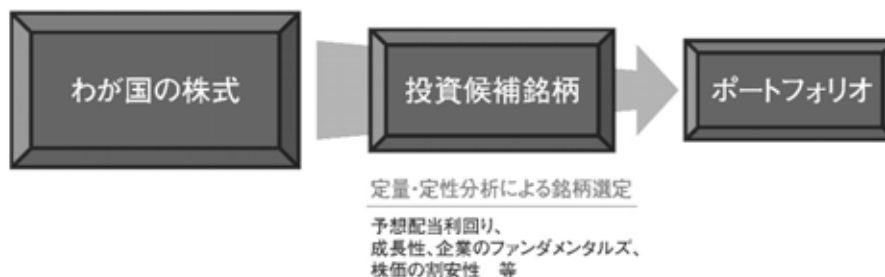 わが国の株式
投資候補銘柄
ポートフォリオ
定量・定性分析による銘柄選定
予想配当利回り、
成長性、企業のファンダメンタルズ、
株価の割安性　等